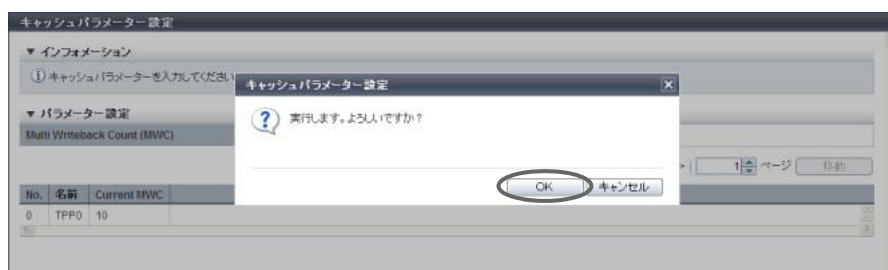 キャッシュパラメーター設定
▼ インフォメーション
キャッシュパラメーターを入力してください
▼ パラメーター設定
Multi Writeback Count (MWC)
キャッシュパラメーター設定
実行します。よろしいですか?
OK キャンセル
1 ページ 移動
No. 名前 Current MWC
0 TPP0 10